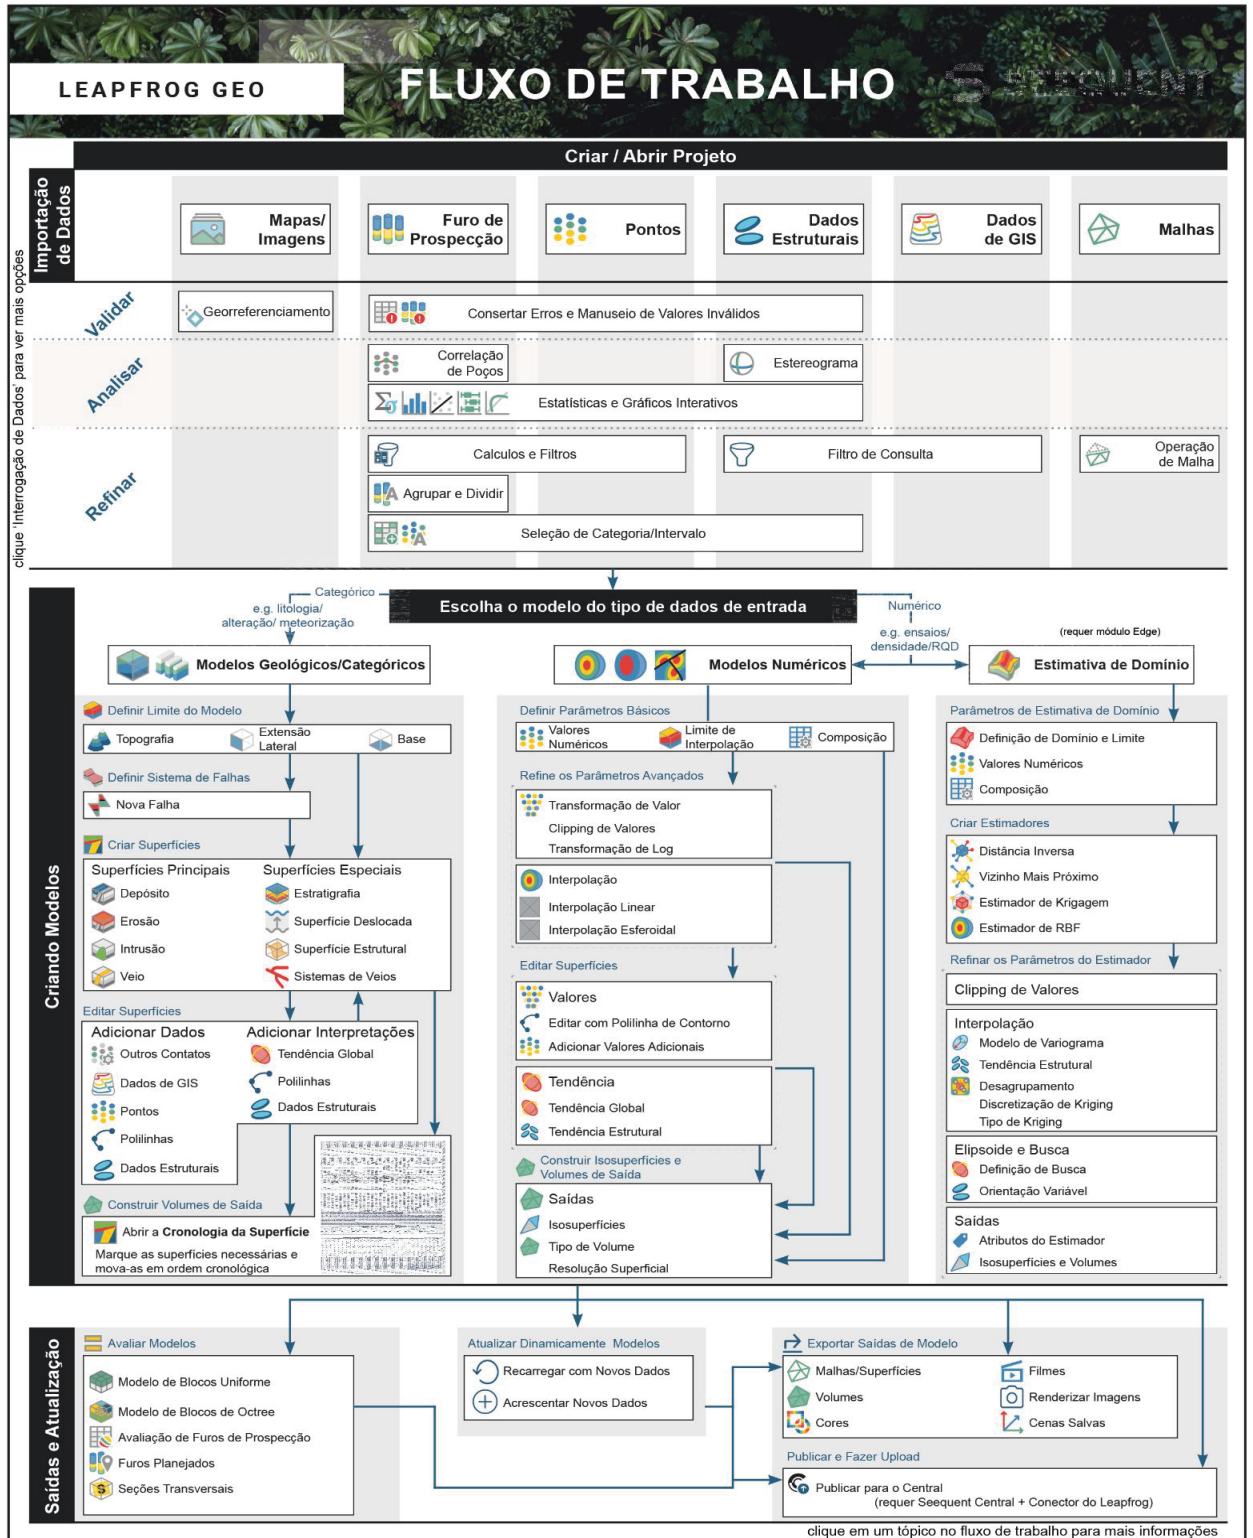 LEAPFROG GEO
FLUXO DE TRABALHO
SEEQUENT
Criar / Abrir Projeto
Importação
de Dados
Mapas/
Imagens
Furo de
Prospecção
Pontos
Dados
Estruturais
Dados
de GIS
Malhas
clique 'Interrogação de Dados' para ver mais opções
Validar
Georreferenciamento
Consertar Erros e Manuseio de Valores Inválidos
Analisar
Correlação
de Poços
Estereograma
Estatísticas e Gráficos Interativos
Refinar
Calculos e Filtros
Filtro de Consulta
Operação
de Malha
Agrupar e Dividir
Seleção de Categoria/Intervalo
Criando Modelos
Categórico
e.g. litologia/
alteração/ meteorização
Escolha o modelo do tipo de dados de entrada
Numérico
e.g. ensaios/
densidade/RQD
(requer módulo Edge)
Modelos Geológicos/Categóricos
Modelos Numéricos
Estimativa de Domínio
Definir Limite do Modelo
Topografia
Extensão
Lateral
Base
Definir Sistema de Falhas
Nova Falha
Criar Superfícies
Superfícies Principais
Depósito
Erosão
Intrusão
Veio
Superfícies Especiais
Estratigrafia
Superfície Deslocada
Superfície Estrutural
Sistemas de Veios
Editar Superfícies
Adicionar Dados
Outros Contatos
Dados de GIS
Pontos
Polilinhas
Dados Estruturais
Adicionar Interpretações
Tendência Global
Polilinhas
Dados Estruturais
Construir Volumes de Saída
Abrir a Cronologia da Superfície
Marque as superfícies necessárias e
mova-as em ordem cronológica
Definir Parâmetros Básicos
Valores
Numéricos
Limite de
Interpolação
Composição
Refine os Parâmetros Avançados
Transformação de Valor
Clipping de Valores
Transformação de Log
Interpolação
Interpolação Linear
Interpolação Esferoidal
Editar Superfícies
Valores
Editar com Polilinha de Contorno
Adicionar Valores Adicionais
Tendência
Tendência Global
Tendência Estrutural
Construir Isosuperfícies e
Volumes de Saída
Saídas
Isosuperfícies
Tipo de Volume
Resolução Superficial
Parâmetros de Estimativa de Domínio
Definição de Domínio e Limite
Valores Numéricos
Composição
Criar Estimadores
Distância Inversa
Vizinho Mais Próximo
Estimador de Krigagem
Estimador de RBF
Refinar os Parâmetros do Estimador
Clipping de Valores
Interpolação
Modelo de Variograma
Tendência Estrutural
Desagrupamento
Discretização de Kriging
Tipo de Kriging
Elipsoide e Busca
Definição de Busca
Orientação Variável
Saídas
Atributos do Estimador
Isosuperfícies e Volumes
Saídas e Atualização
Avaliar Modelos
Modelo de Blocos Uniforme
Modelo de Blocos de Octree
Avaliação de Furos de Prospecção
Furos Planejados
Seções Transversais
Atualizar Dinamicamente Modelos
Recarregar com Novos Dados
Acrescentar Novos Dados
Exportar Saídas de Modelo
Malhas/Superfícies
Volumes
Cores
Filmes
Renderizar Imagens
Cenas Salvas
Publicar e Fazer Upload
Publicar para o Central
(requer Seequent Central + Conector do Leapfrog)
clique em um tópico no fluxo de trabalho para mais informações